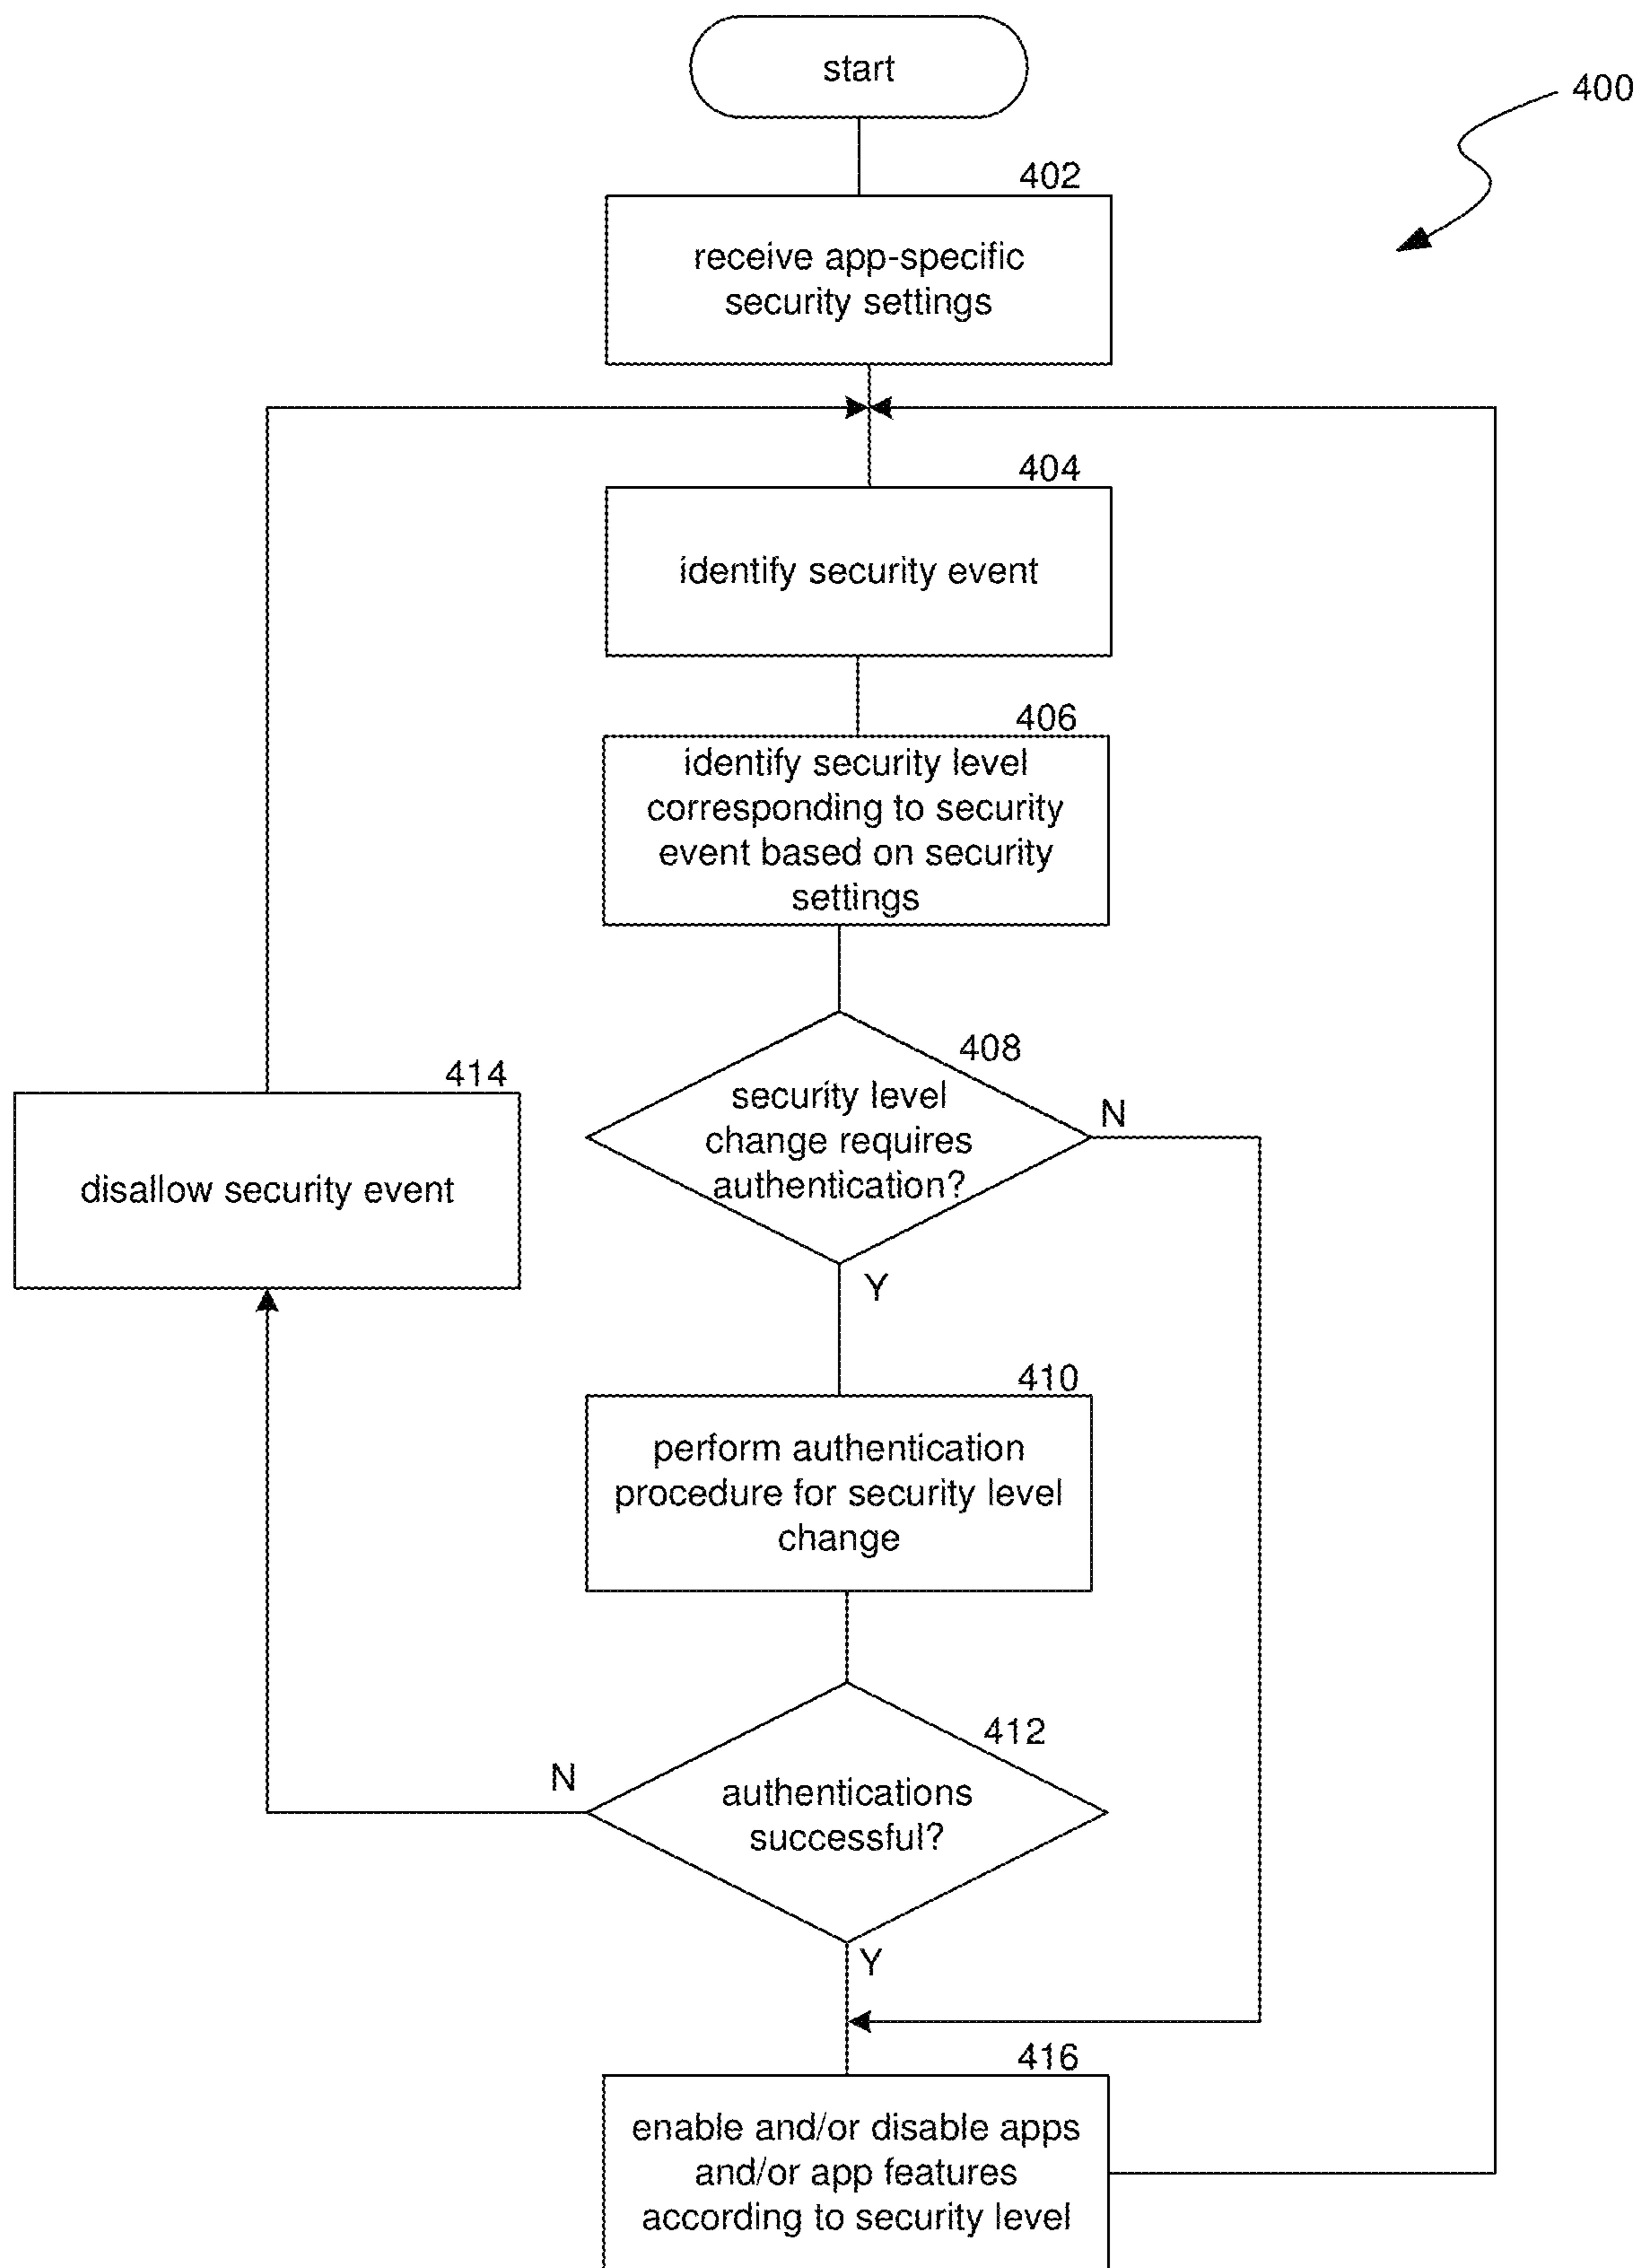 start
400
402
receive app-specific
security settings
404
identify security event
406
identify security level
corresponding to security
event based on security
settings
408
security level
change requires
authentication?
N
Y
414
disallow security event
410
perform authentication
procedure for security level
change
412
authentications
successful?
N
Y
416
enable and/or disable apps
and/or app features
according to security level